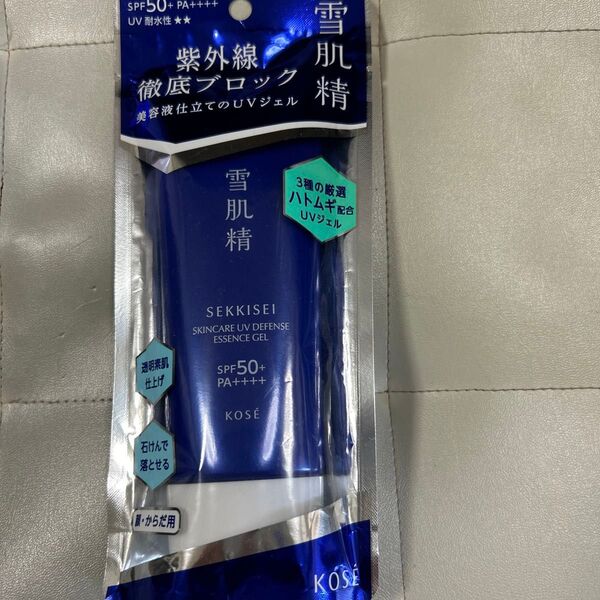 SPF50+ PA++++
UV 耐水性★★
紫外線
徹底ブロック
美容液仕立てのUVジェル
雪肌精
3種の厳選
ハトムギ配合
UVジェル
雪肌精
SEKKISEI
SKINCARE UV DEFENSE
ESSENCE GEL
SPF50+
PA++++
KOSÉ
透明素肌
仕上げ
石けんで
落とせる
顔・からだ用
KOSÉ